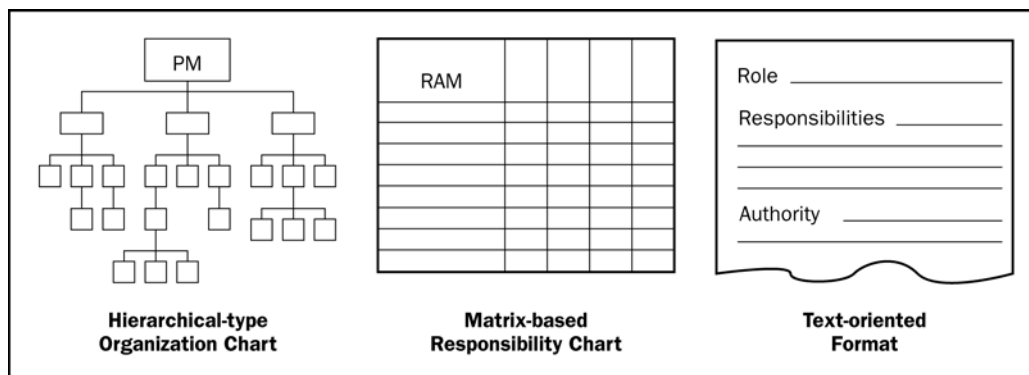 PM
RAM
Role
Responsibilities
Authority
Hierarchical-type
Organization Chart
Matrix-based
Responsibility Chart
Text-oriented
Format